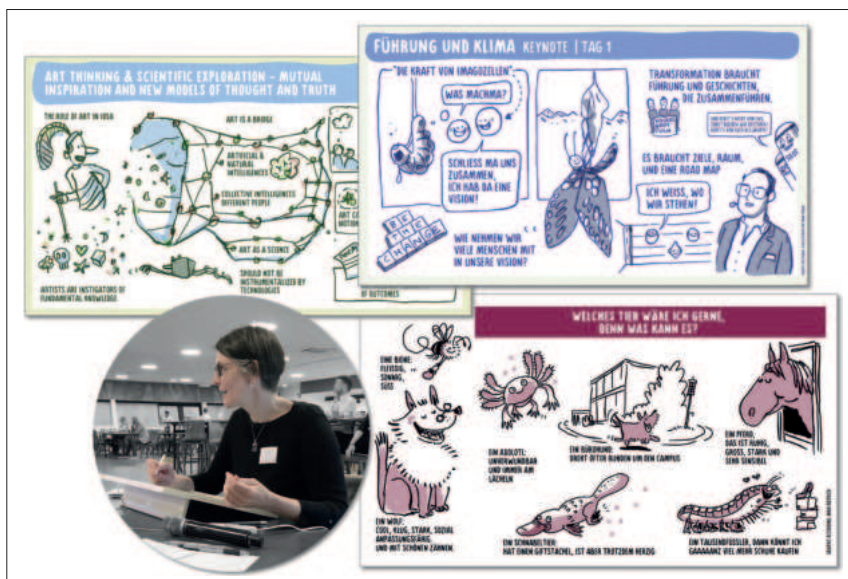 ART THINKING & SCIENTIFIC EXPLORATION – MUTUAL
INSPIRATION AND NEW MODELS OF THOUGHT AND TRUTH
THE ROLE OF ART IN
ART IS A BRIDGE
ARTIFICIAL &
NATURAL
INTELLIGENCES
COLLECTIVE INTELLIGENCES
DIFFERENT PEOPLE
ART AS A SCIENCE
SHOULD NOT BE
INSTRUMENTALIZED BY
TECHNOLOGIES
ARTISTS ARE INSTIGATORS OF
FUNDAMENTAL KNOWLEDGE
OF OUTCOMES
FÜHRUNG UND KLIMA KEYNOTE | TAG 1
"DIE KRAFT VON IMAGOZELLEN"
WAS MACHMA?
SCHLIESS MA UNS
ZUSAMMEN,
ICH HAB DA EINE
VISION!
BE
THE
CHANGE
WIE NEHMEN WIR
VIELE MENSCHEN MIT
IN UNSERE VISION?
TRANSFORMATION BRAUCHT
FÜHRUNG UND GESCHICHTEN,
DIE ZUSAMMENFÜHREN.
ES BRAUCHT ZIELE, RAUM,
UND EINE ROAD MAP
ICH WEISS, WO
WIR STEHEN!
WELCHES TIER WÄRE ICH GERNE,
DENN WAS KANN ES?
EINE BIENE:
FLEISSIG,
SONNIG,
SÜSS
EIN WOLF:
COOL, KLUG, STARK, SOZIAL
ANPASSUNGSFÄHIG.
UND MIT SCHÖNEN ZÄHNEN.
EIN AXOLOTL:
UNVERWUNDBAR
UND IMMER AM
LÄCHELN
EIN BÜROHUND:
DREHT ÖFTER RUNDEN UM DEN CAMPUS
EIN PFERD,
DAS IST RUHIG,
GROSS, STARK UND
SEHR SENSIBEL
EIN SCHNABELTIER:
HAT EINEN GIFTSTACHEL, IST ABER TROTZDEM HERZIG
EIN TAUSENDFÜSSLER, DANN KÖNNT ICH
GAAAAANZ VIEL MEHR SCHUHE KAUFEN